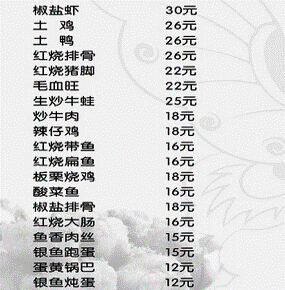 椒盐虾 30元
土 鸡 26元
土 鸭 26元
红烧排骨 26元
红烧猪脚 22元
毛血旺 22元
生炒牛蛙 25元
炒牛肉 18元
辣仔鸡 18元
红烧带鱼 16元
红烧扁鱼 16元
板栗烧鸡 18元
酸菜鱼 16元
椒盐排骨 18元
红烧大肠 16元
鱼香肉丝 15元
银鱼跑蛋 15元
蛋黄锅巴 12元
银鱼炖蛋 12元